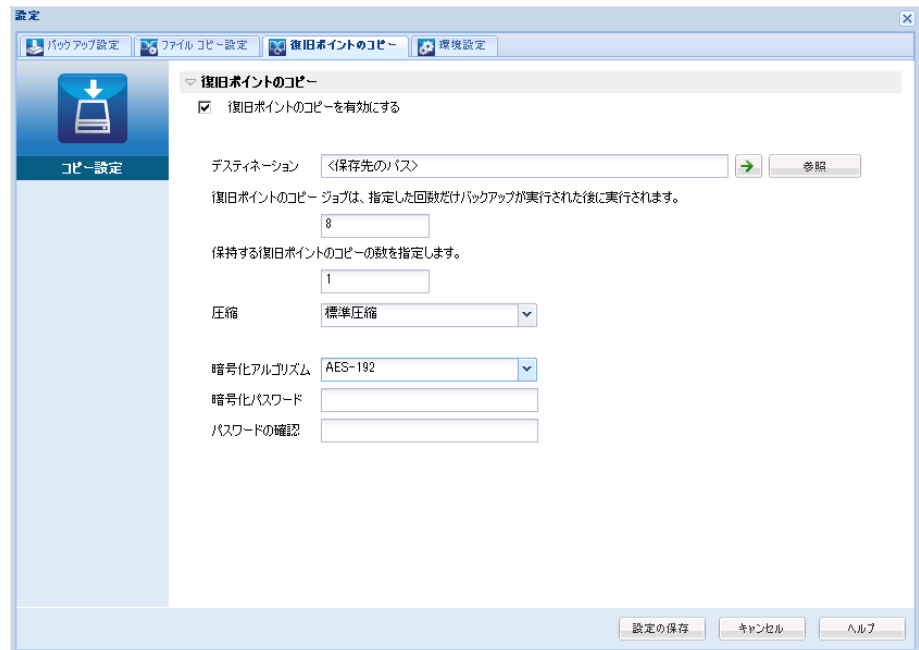 設定
バックアップ設定 ファイル コピー設定 復旧ポイントのコピー 環境設定
コピー設定
復旧ポイントのコピー
復旧ポイントのコピーを有効にする
デスティネーション <保存先のパス> 参照
復旧ポイントのコピー ジョブは、指定した回数だけバックアップが実行された後に実行されます。
8
保持する復旧ポイントのコピーの数を指定します。
1
圧縮 標準圧縮
暗号化アルゴリズム AES-192
暗号化パスワード
パスワードの確認
設定の保存 キャンセル ヘルプ